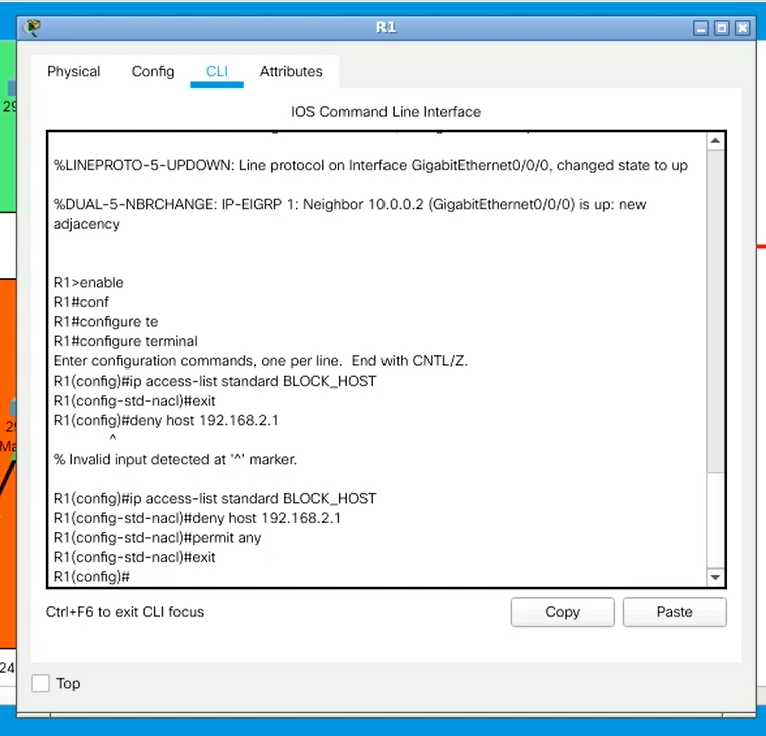 R1
Physical Config CLI Attributes
IOS Command Line Interface
%LINEPROTO-5-UPDOWN: Line protocol on Interface GigabitEthernet0/0/0, changed state to up
%DUAL-5-NBRCHANGE: IP-EIGRP 1: Neighbor 10.0.0.2 (GigabitEthernet0/0/0) is up: new
adjacency
R1>enable
R1#conf
R1#configure te
R1#configure terminal
Enter configuration commands, one per line. End with CNTL/Z.
R1(config)#ip access-list standard BLOCK_HOST
R1(config-std-nacl)#exit
R1(config)#deny host 192.168.2.1
^
% Invalid input detected at '^' marker.
R1(config)#ip access-list standard BLOCK_HOST
R1(config-std-nacl)#deny host 192.168.2.1
R1(config-std-nacl)#permit any
R1(config-std-nacl)#exit
R1(config)#
Ctrl+F6 to exit CLI focus
Copy Paste
Top
29
29
Ma
24